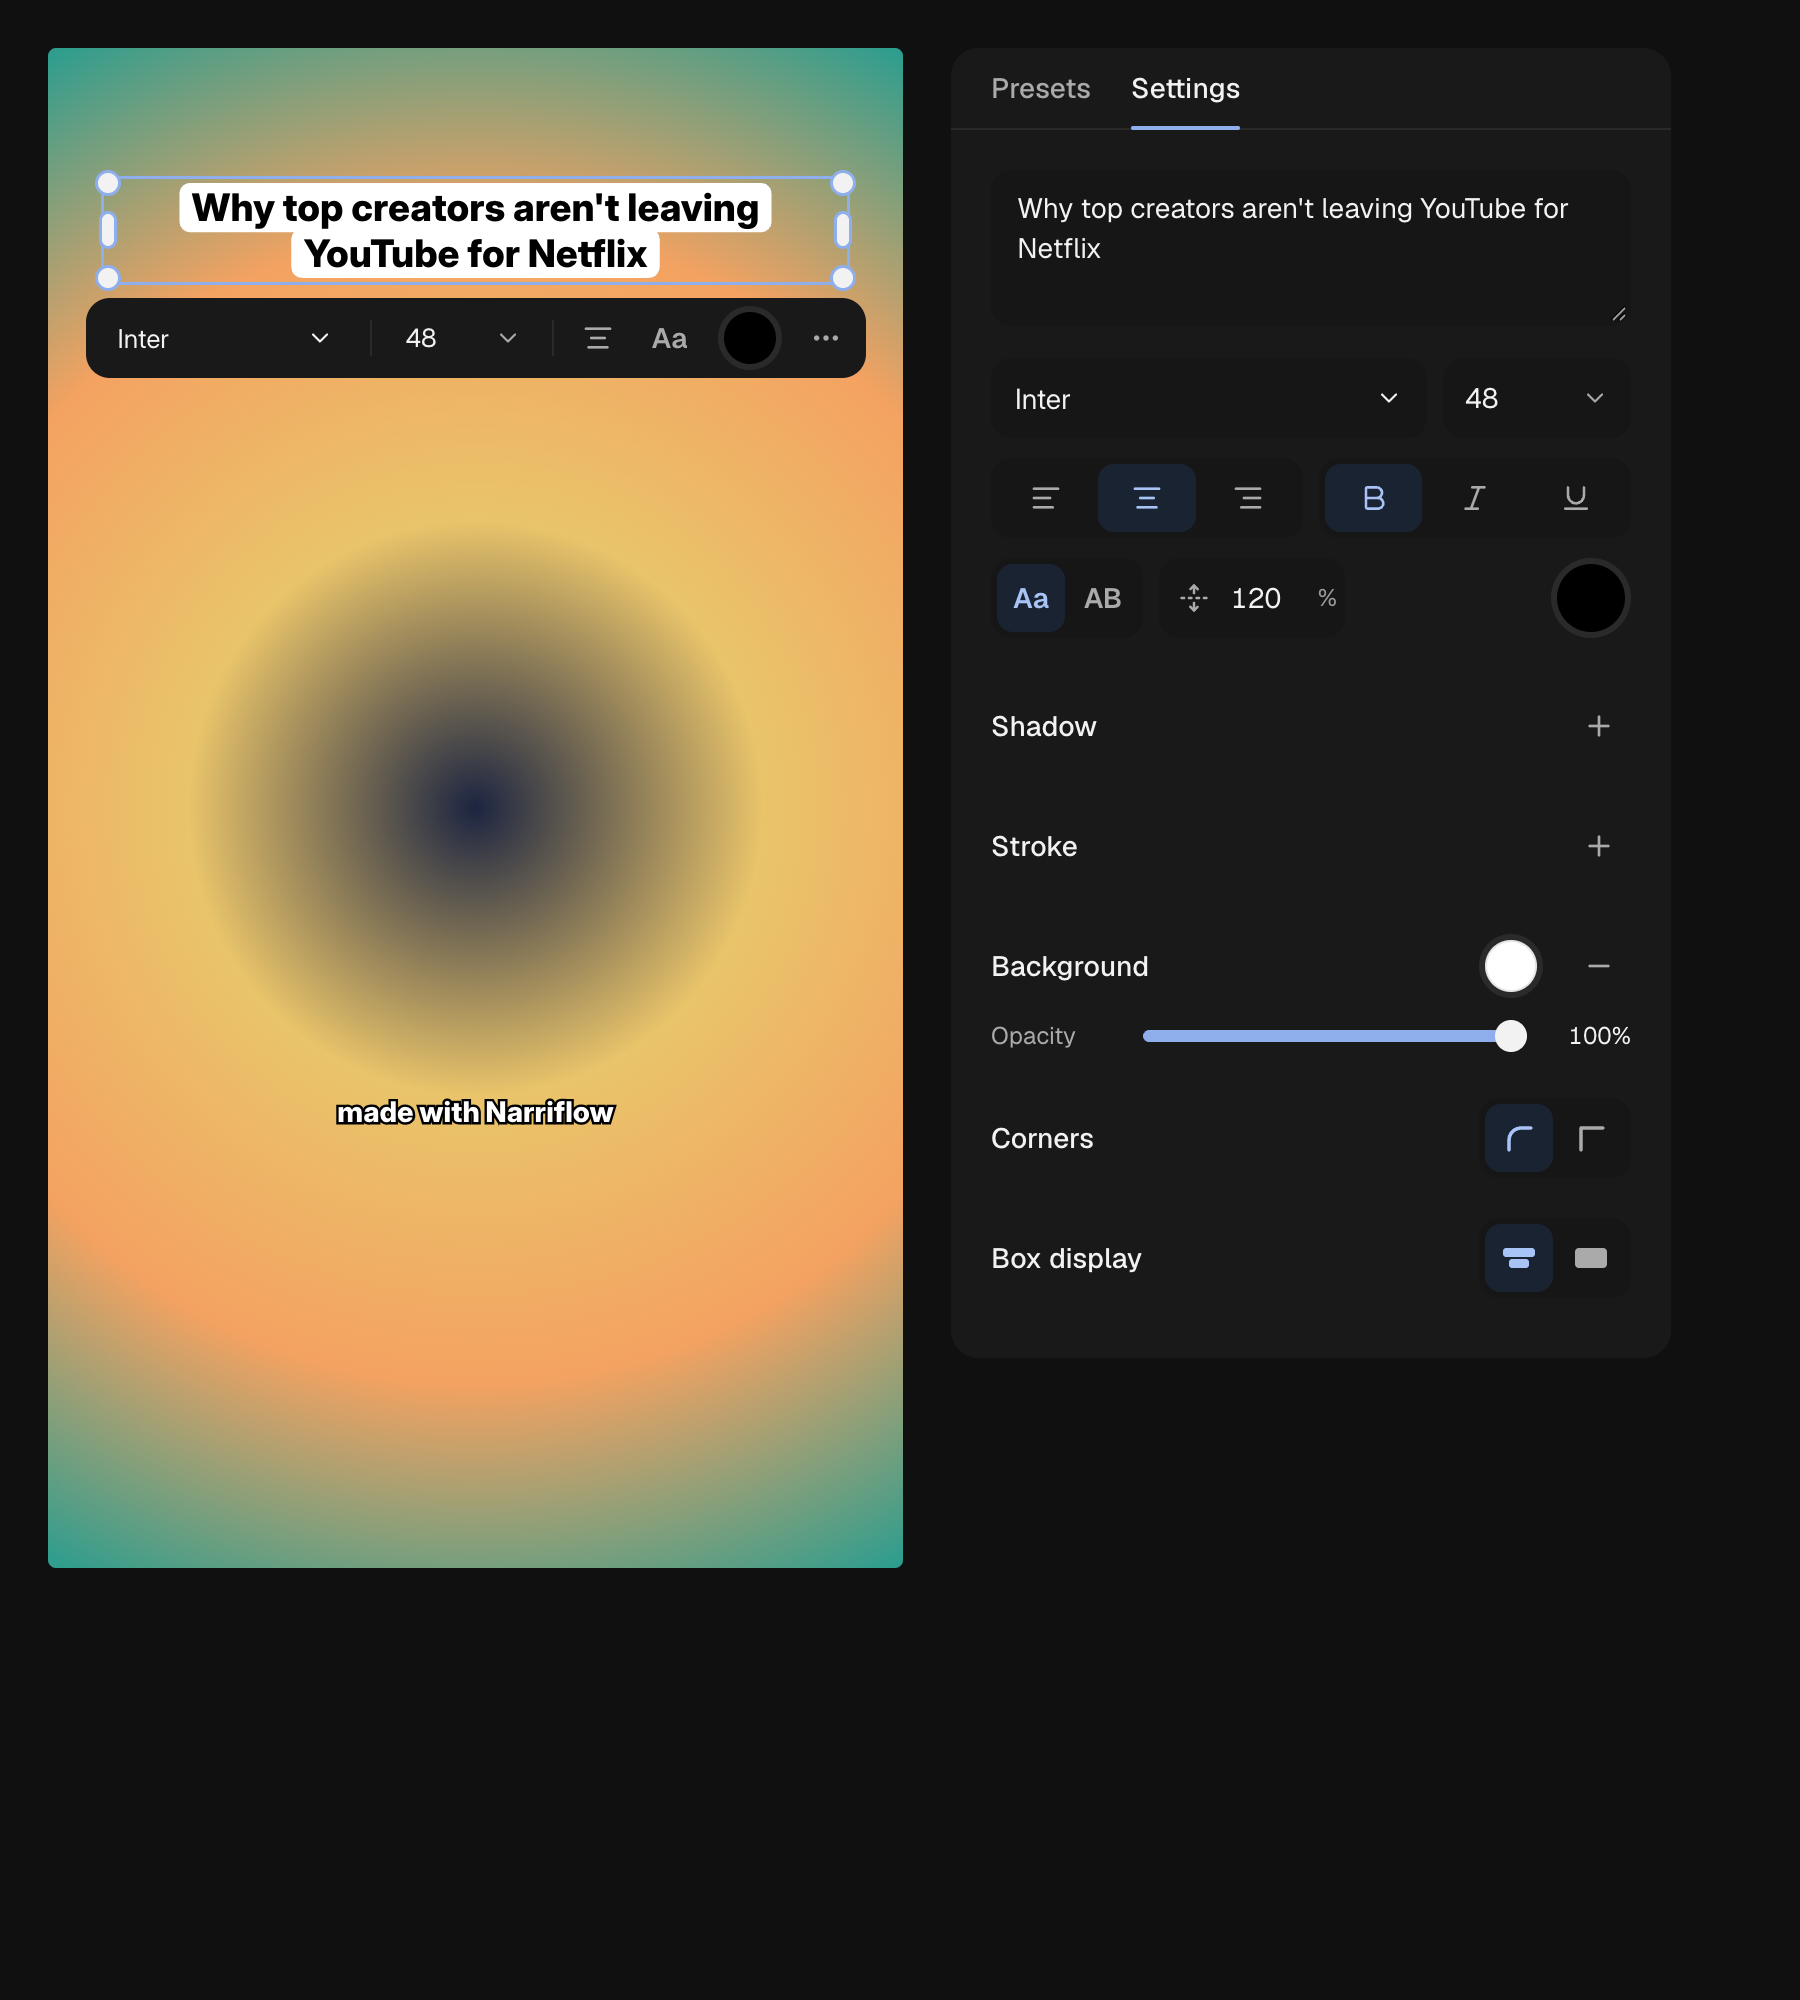 Why top creators aren't leaving
YouTube for Netflix
Inter
48
Aa
made with Narriflow
Presets
Settings
Why top creators aren't leaving YouTube for
Netflix
Inter
48
B
I
U
Aa
AB
120
%
Shadow
Stroke
Background
Opacity
100%
Corners
Box display